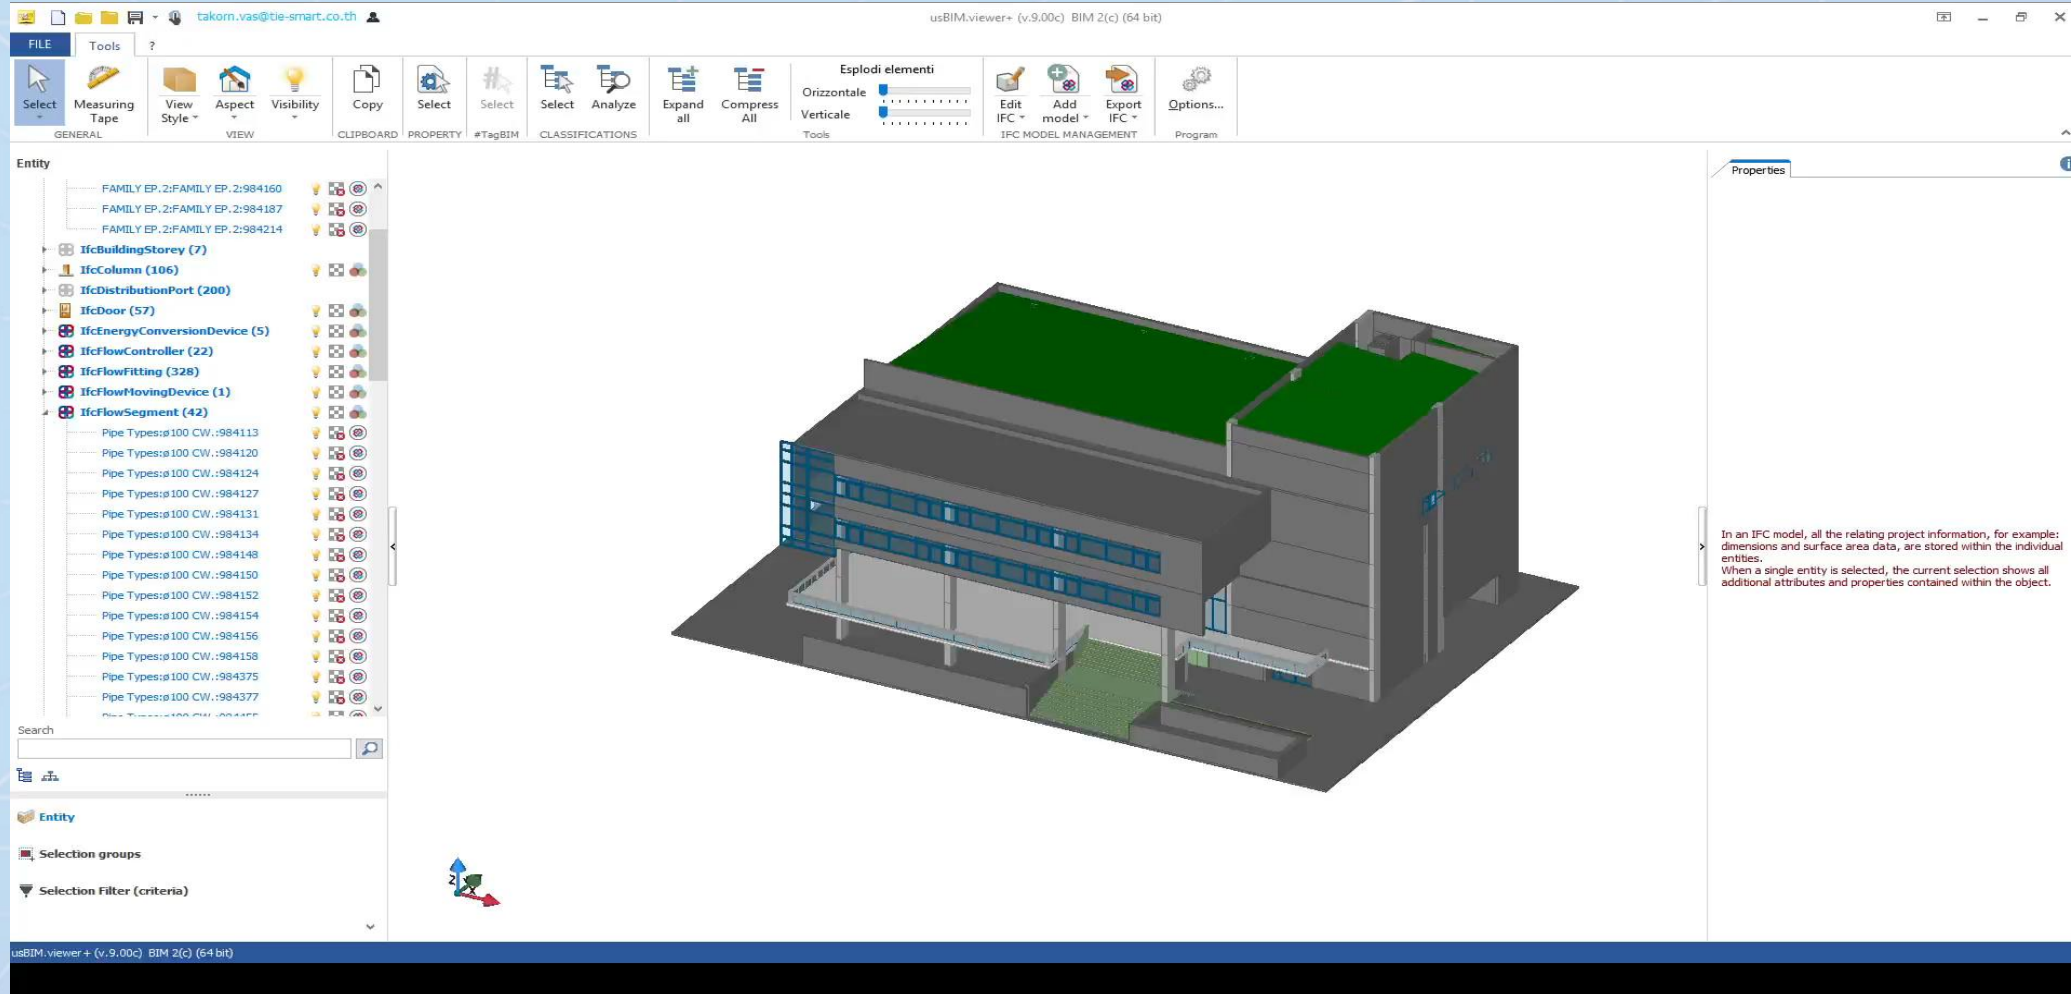 takorn.vas@tie-smart.co.th
usBIM.viewer+ (v.9.00c) BIM 2(c) (64 bit)
FILE
Tools
?
Select
Measuring
Tape
View
Style
Aspect
Visibility
Copy
Select
Select
Select
Analyze
Expand
all
Compress
All
Esplodi elementi
Orizzontale
Verticale
Edit
IFC
Add
model
Export
IFC
Options...
GENERAL
VIEW
CLIPBOARD
PROPERTY
#TagBIM
CLASSIFICATIONS
Tools
IFC MODEL MANAGEMENT
Program
Entity
FAMILY EP.2:FAMILY EP.2:984160
FAMILY EP.2:FAMILY EP.2:984187
FAMILY EP.2:FAMILY EP.2:984214
IfcBuildingStorey (7)
IfcColumn (106)
IfcDistributionPort (200)
IfcDoor (57)
IfcEnergyConversionDevice (5)
IfcFlowController (22)
IfcFlowFitting (328)
IfcFlowMovingDevice (1)
IfcFlowSegment (42)
Pipe Types:ø100 CW.:984113
Pipe Types:ø100 CW.:984120
Pipe Types:ø100 CW.:984124
Pipe Types:ø100 CW.:984127
Pipe Types:ø100 CW.:984131
Pipe Types:ø100 CW.:984134
Pipe Types:ø100 CW.:984148
Pipe Types:ø100 CW.:984150
Pipe Types:ø100 CW.:984152
Pipe Types:ø100 CW.:984154
Pipe Types:ø100 CW.:984156
Pipe Types:ø100 CW.:984158
Pipe Types:ø100 CW.:984375
Pipe Types:ø100 CW.:984377
Search
Entity
Selection groups
Selection Filter (criteria)
Z
Properties
In an IFC model, all the relating project information, for example:
dimensions and surface area data, are stored within the individual
entities.
When a single entity is selected, the current selection shows all
additional attributes and properties contained within the object.
usBIM.viewer+ (v.9.00c) BIM 2(c) (64 bit)